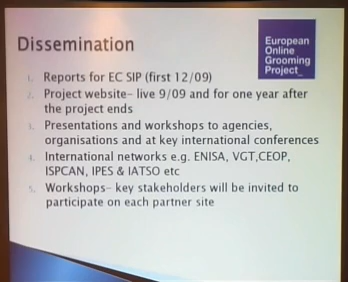 Dissemination
European
Online
Grooming
Project_
1. Reports for EC SIP (first 12/09)
2. Project website- live 9/09 and for one year after
the project ends
3. Presentations and workshops to agencies,
organisations and at key international conferences
4. International networks e.g. ENISA, VGT,CEOP,
ISPCAN, IPES & IATSO etc
5. Workshops- key stakeholders will be invited to
participate on each partner site